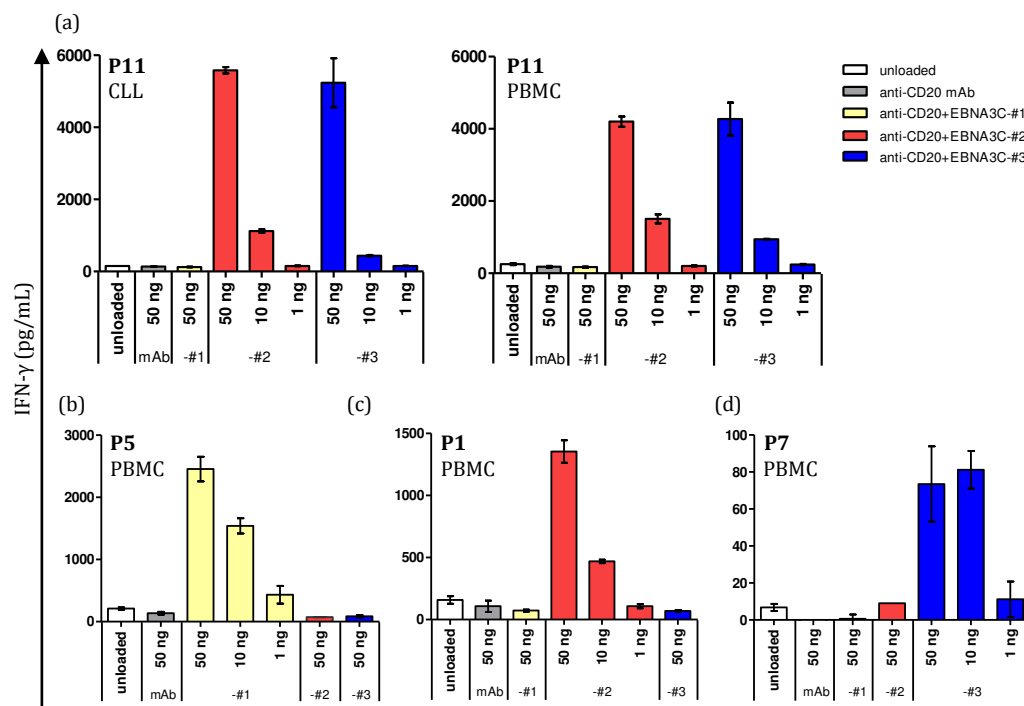 (a)
IFN-γ (pg/mL)
P11
CLL
6000
4000
2000
0
unloaded
50 ng
50 ng
50 ng
10 ng
1 ng
50 ng
10 ng
1 ng
mAb
-#1
-#2
-#3
P11
PBMC
6000
4000
2000
0
unloaded
50 ng
50 ng
50 ng
10 ng
1 ng
50 ng
10 ng
1 ng
mAb
-#1
-#2
-#3
unloaded
anti-CD20 mAb
anti-CD20+EBNA3C-#1
anti-CD20+EBNA3C-#2
anti-CD20+EBNA3C-#3
(b)
P5
PBMC
3000
2000
1000
0
unloaded
50 ng
50 ng
10 ng
1 ng
50 ng
50 ng
mAb
-#1
-#2
-#3
(c)
P1
PBMC
1500
1000
500
0
unloaded
50 ng
50 ng
50 ng
10 ng
1 ng
50 ng
mAb
-#1
-#2
-#3
(d)
P7
PBMC
100
80
60
40
20
0
unloaded
50 ng
50 ng
50 ng
50 ng
10 ng
1 ng
mAb
-#1
-#2
-#3